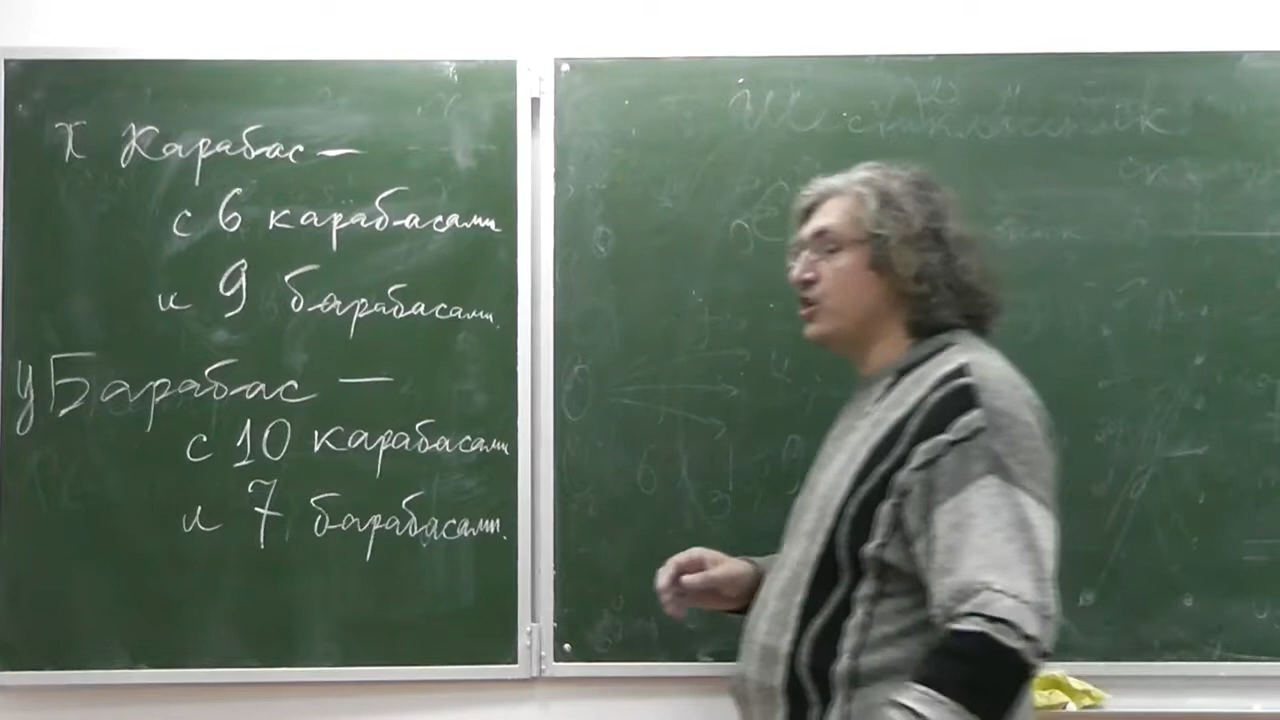 x Карабас —
с 6 карабасами
и 9 барабасами.
y Барабас —
с 10 карабасами
и 7 барабасами.